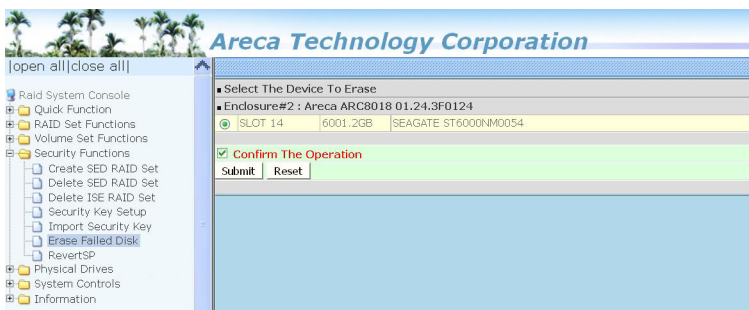 Areca Technology Corporation
|open all|close all|
Raid System Console
Quick Function
RAID Set Functions
Volume Set Functions
Security Functions
Create SED RAID Set
Delete SED RAID Set
Delete ISE RAID Set
Security Key Setup
Import Security Key
Erase Failed Disk
RevertSP
Physical Drives
System Controls
Information
Select The Device To Erase
Enclosure#2 : Areca ARC8018 01.24.3F0124
SLOT 14 6001.2GB SEAGATE ST6000NM0054
Confirm The Operation
Submit Reset